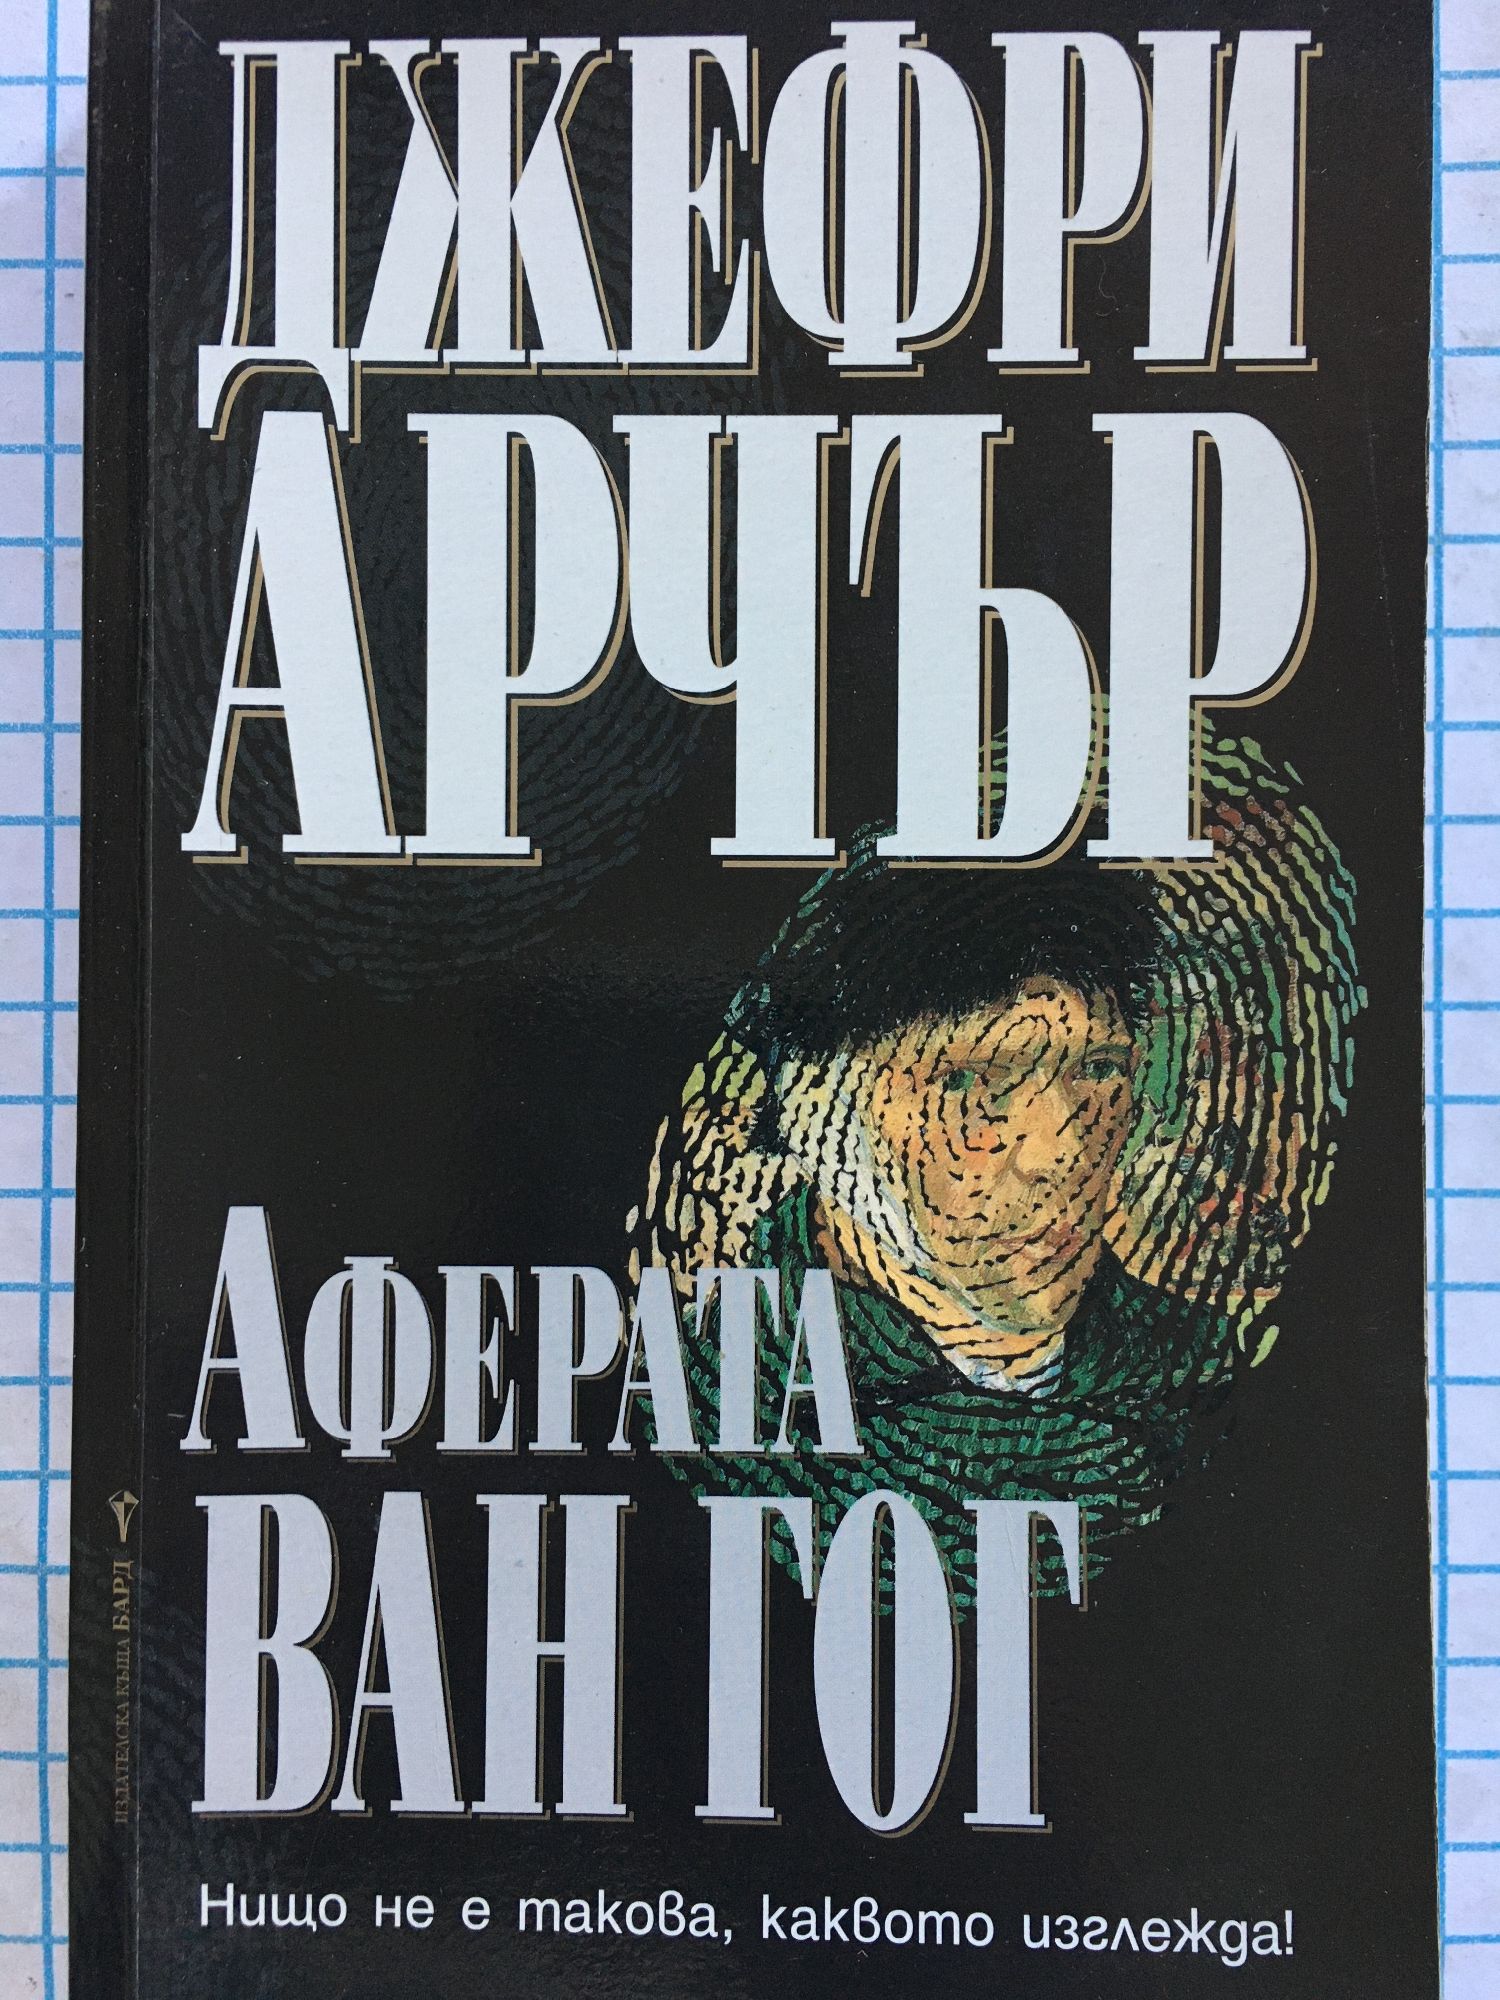 ДЖЕФРИ
АРЧЪР
АФЕРАТА
ВАН ГОГ
Нищо не е такова, каквото изглежда!
ИЗДАТЕЛСКА КЪЩА БАРД